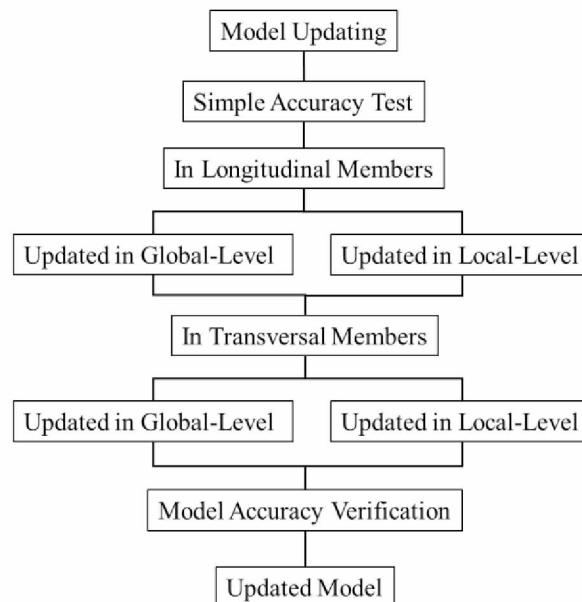 Model Updating
Simple Accuracy Test
In Longitudinal Members
Updated in Global-Level
Updated in Local-Level
In Transversal Members
Updated in Global-Level
Updated in Local-Level
Model Accuracy Verification
Updated Model